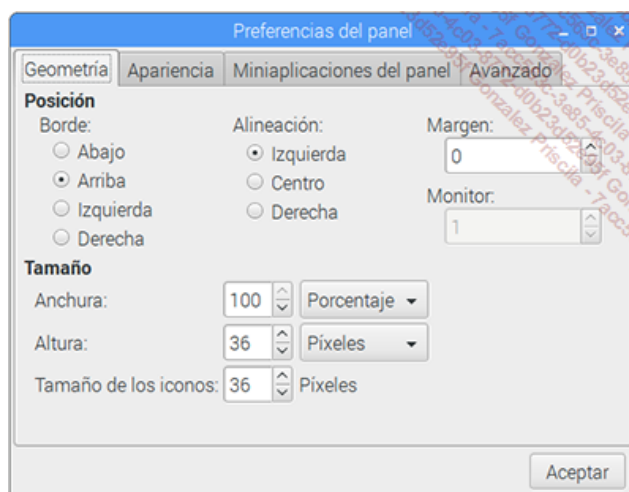 Preferencias del panel
Geometría Apariencia Miniaplicaciones del panel Avanzado
Posición
Borde: Alineación: Margen:
Abajo Izquierda 0
Arriba Centro Monitor:
Izquierda Derecha 1
Derecha
Tamaño
Anchura: 100 Porcentaje
Altura: 36 Píxeles
Tamaño de los iconos: 36 Píxeles
Aceptar